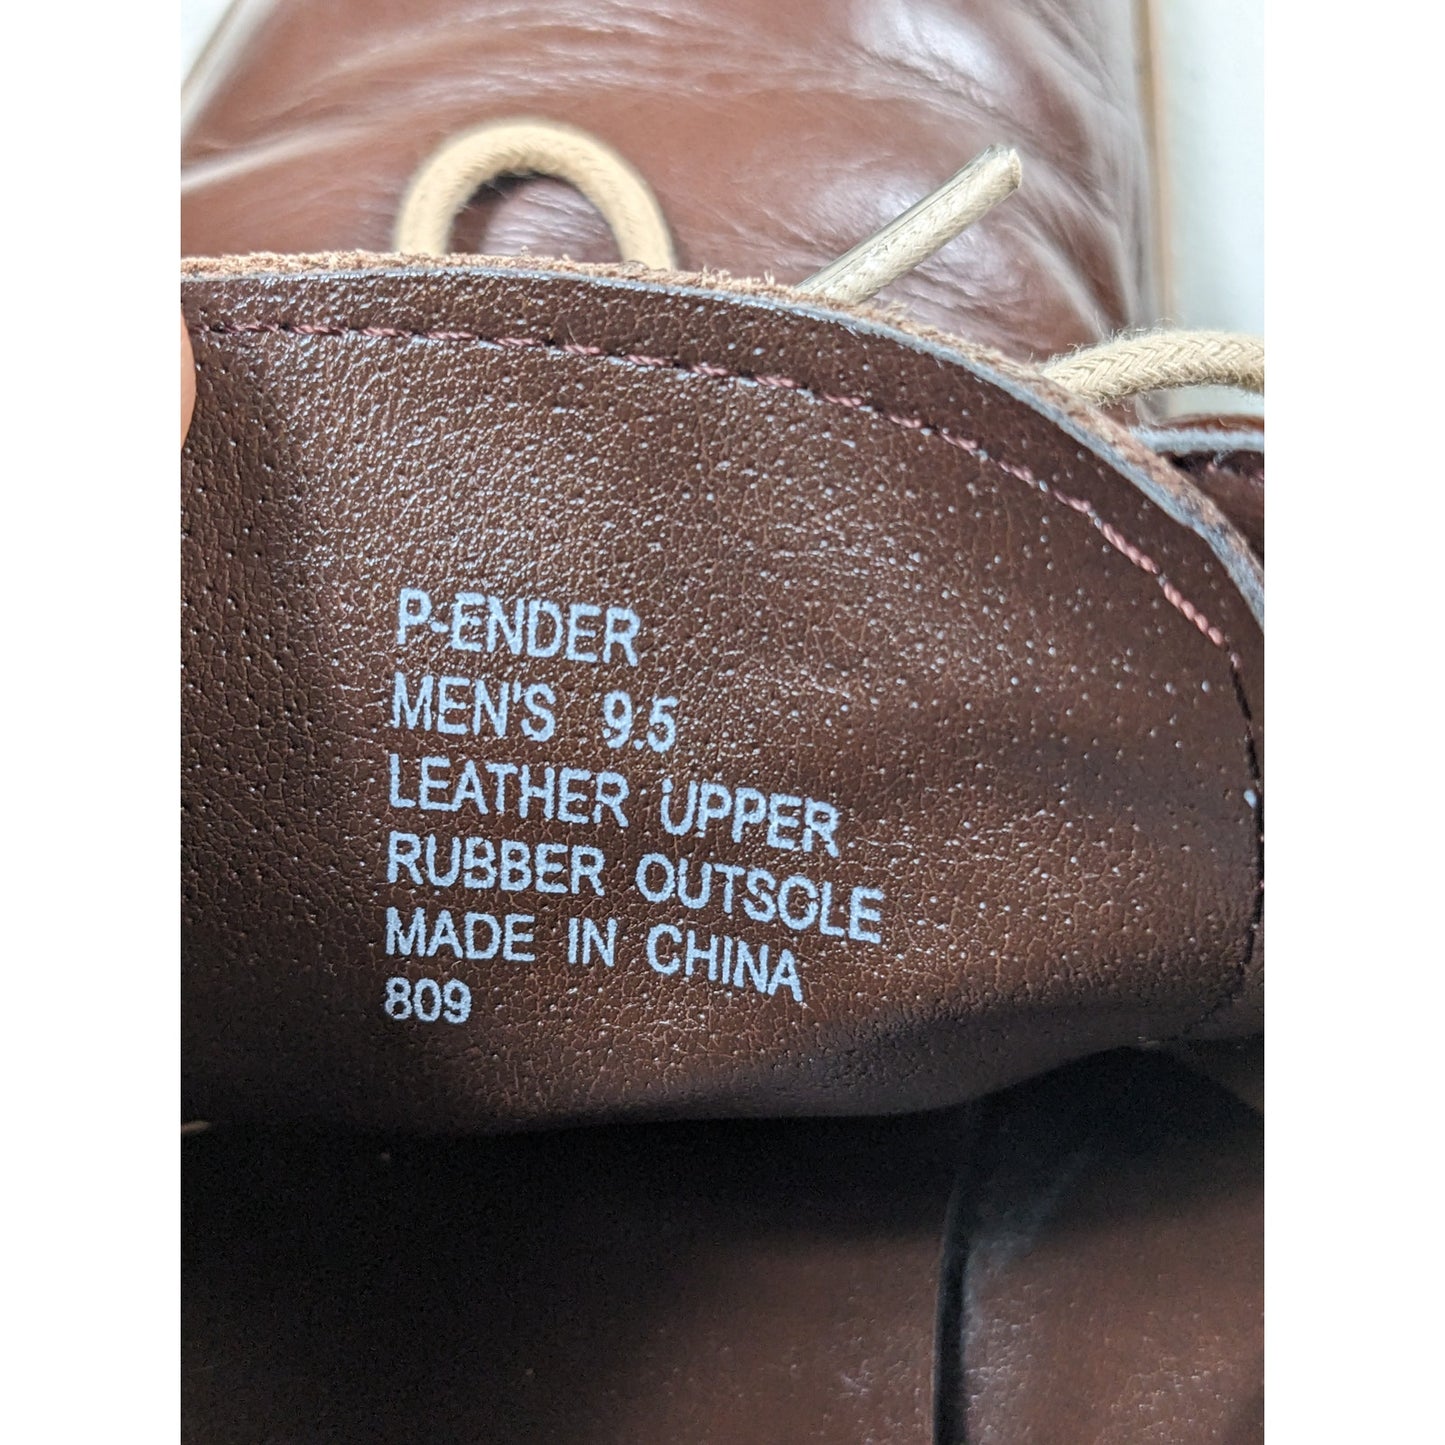 P-ENDER
MEN'S 9.5
LEATHER UPPER
RUBBER OUTSOLE
MADE IN CHINA
809